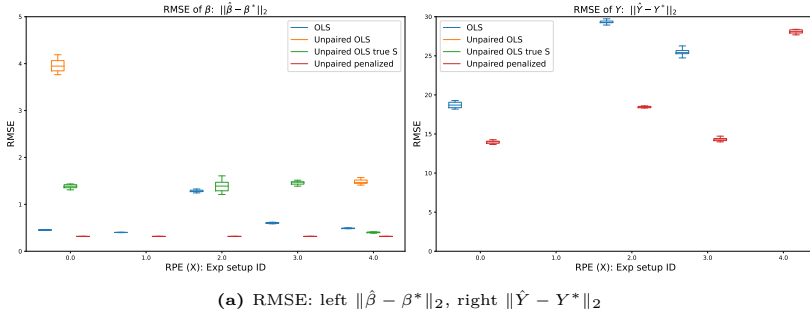 RMSE of β: ||β̂ − β*||₂
RMSE
5
4
3
2
1
0
0.0 1.0 2.0 3.0 4.0
RPE (X): Exp setup ID
OLS
Unpaired OLS
Unpaired OLS true S
Unpaired penalized
RMSE of Y: ||Ŷ − Y*||₂
RMSE
30
25
20
15
10
5
0
0.0 1.0 2.0 3.0 4.0
RPE (X): Exp setup ID
OLS
Unpaired OLS
Unpaired OLS true S
Unpaired penalized
(a) RMSE: left ‖β̂ − β*‖₂, right ‖Ŷ − Y*‖₂